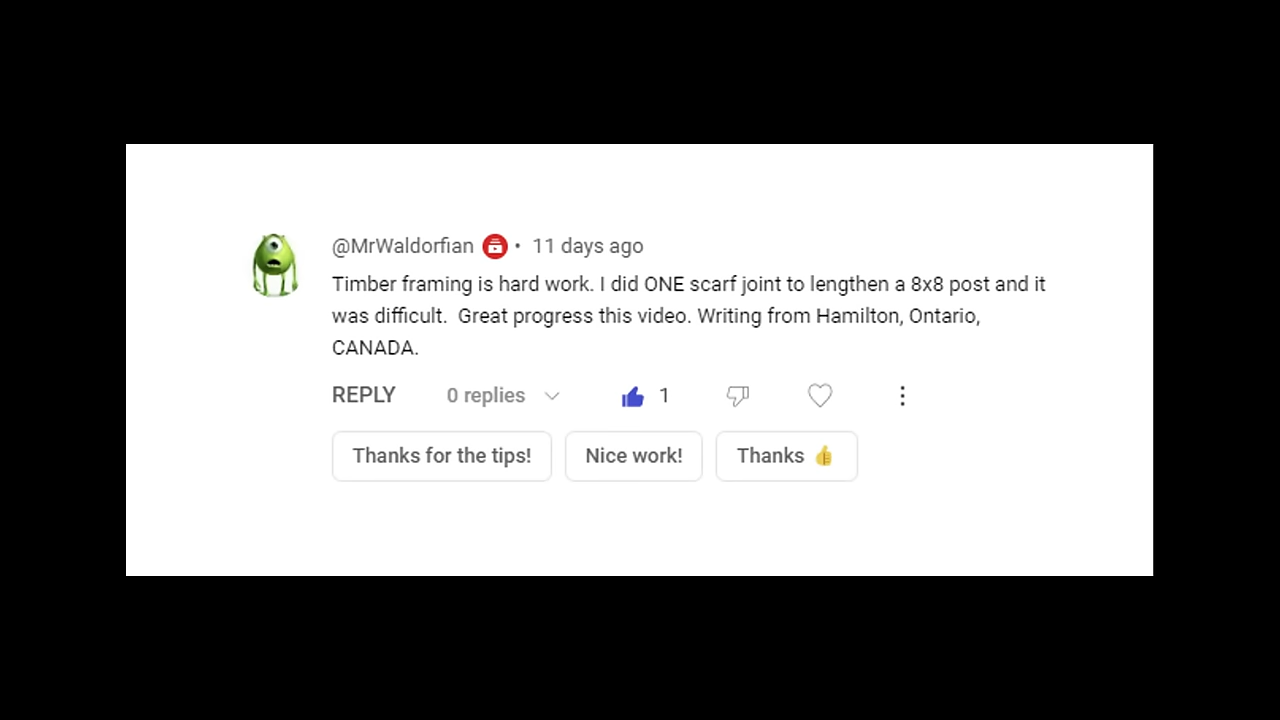 @MrWaldorfian • 11 days ago
Timber framing is hard work. I did ONE scarf joint to lengthen a 8x8 post and it
was difficult.  Great progress this video. Writing from Hamilton, Ontario,
CANADA.
REPLY 0 replies 1
Thanks for the tips! Nice work! Thanks 👍